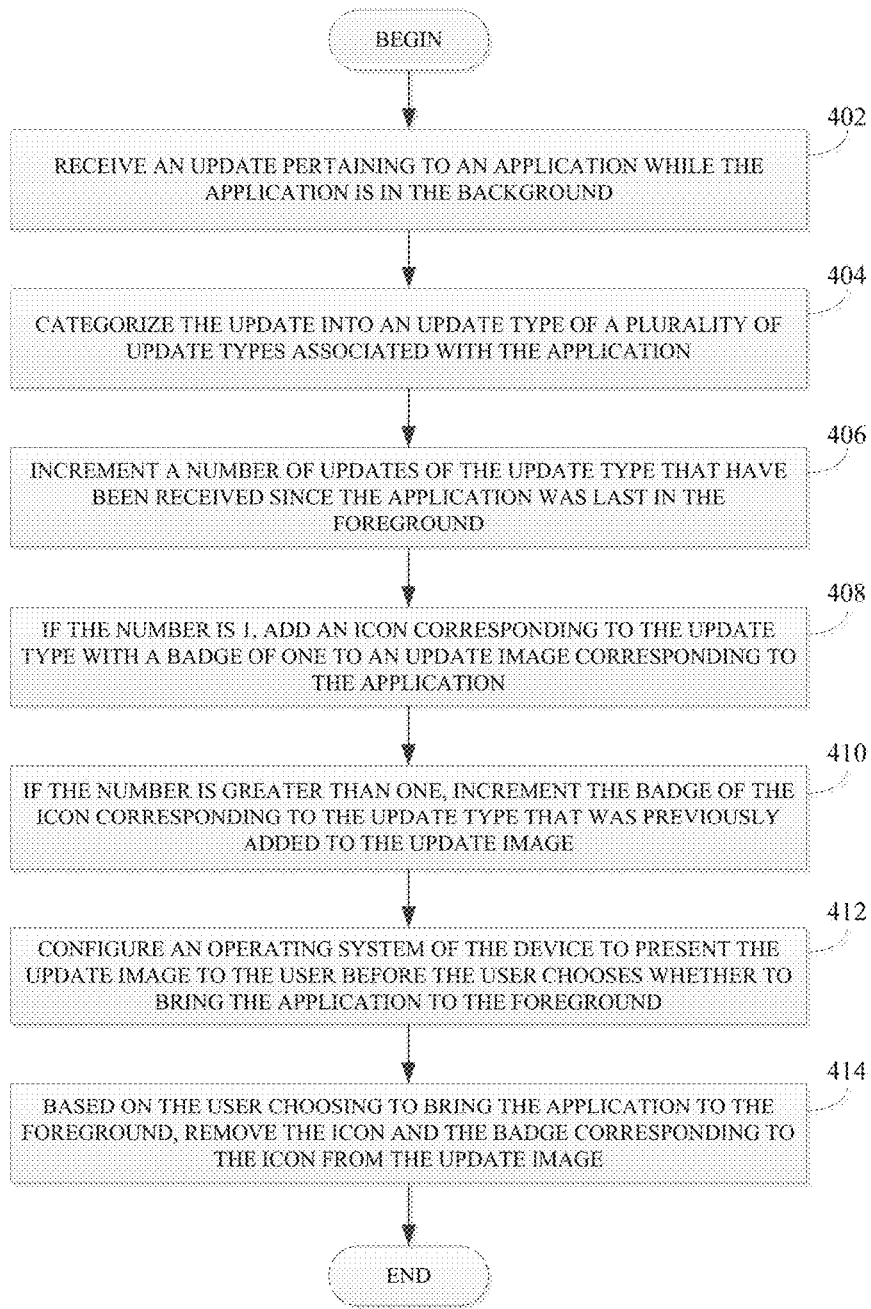 BEGIN
402
RECEIVE AN UPDATE PERTAINING TO AN APPLICATION WHILE THE
APPLICATION IS IN THE BACKGROUND
404
CATEGORIZE THE UPDATE INTO AN UPDATE TYPE OF A PLURALITY OF
UPDATE TYPES ASSOCIATED WITH THE APPLICATION
406
INCREMENT A NUMBER OF UPDATES OF THE UPDATE TYPE THAT HAVE
BEEN RECEIVED SINCE THE APPLICATION WAS LAST IN THE
FOREGROUND
408
IF THE NUMBER IS 1, ADD AN ICON CORRESPONDING TO THE UPDATE
TYPE WITH A BADGE OF ONE TO AN UPDATE IMAGE CORRESPONDING TO
THE APPLICATION
410
IF THE NUMBER IS GREATER THAN ONE, INCREMENT THE BADGE OF THE
ICON CORRESPONDING TO THE UPDATE TYPE THAT WAS PREVIOUSLY
ADDED TO THE UPDATE IMAGE
412
CONFIGURE AN OPERATING SYSTEM OF THE DEVICE TO PRESENT THE
UPDATE IMAGE TO THE USER BEFORE THE USER CHOOSES WHETHER TO
BRING THE APPLICATION TO THE FOREGROUND
414
BASED ON THE USER CHOOSING TO BRING THE APPLICATION TO THE
FOREGROUND, REMOVE THE ICON AND THE BADGE CORRESPONDING TO
THE ICON FROM THE UPDATE IMAGE
END